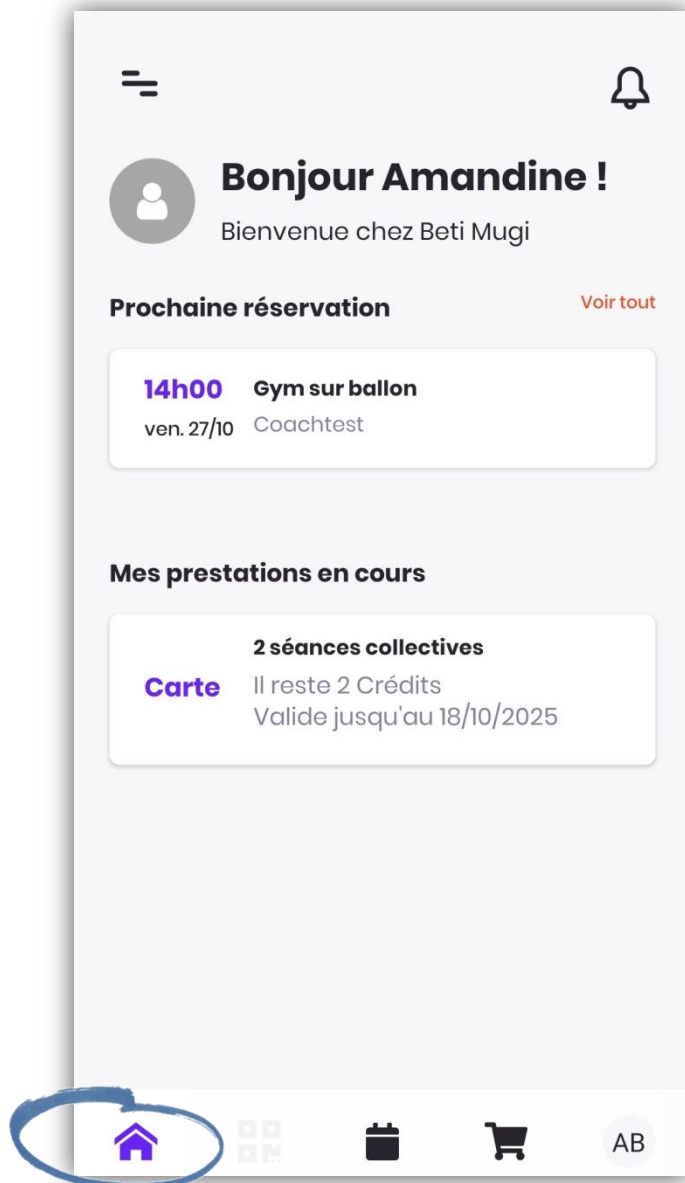 Bonjour Amandine !
Bienvenue chez Beti Mugi
Prochaine réservation
Voir tout
14h00
Gym sur ballon
ven. 27/10
Coachtest
Mes prestations en cours
2 séances collectives
Carte
Il reste 2 Crédits
Valide jusqu'au 18/10/2025
AB